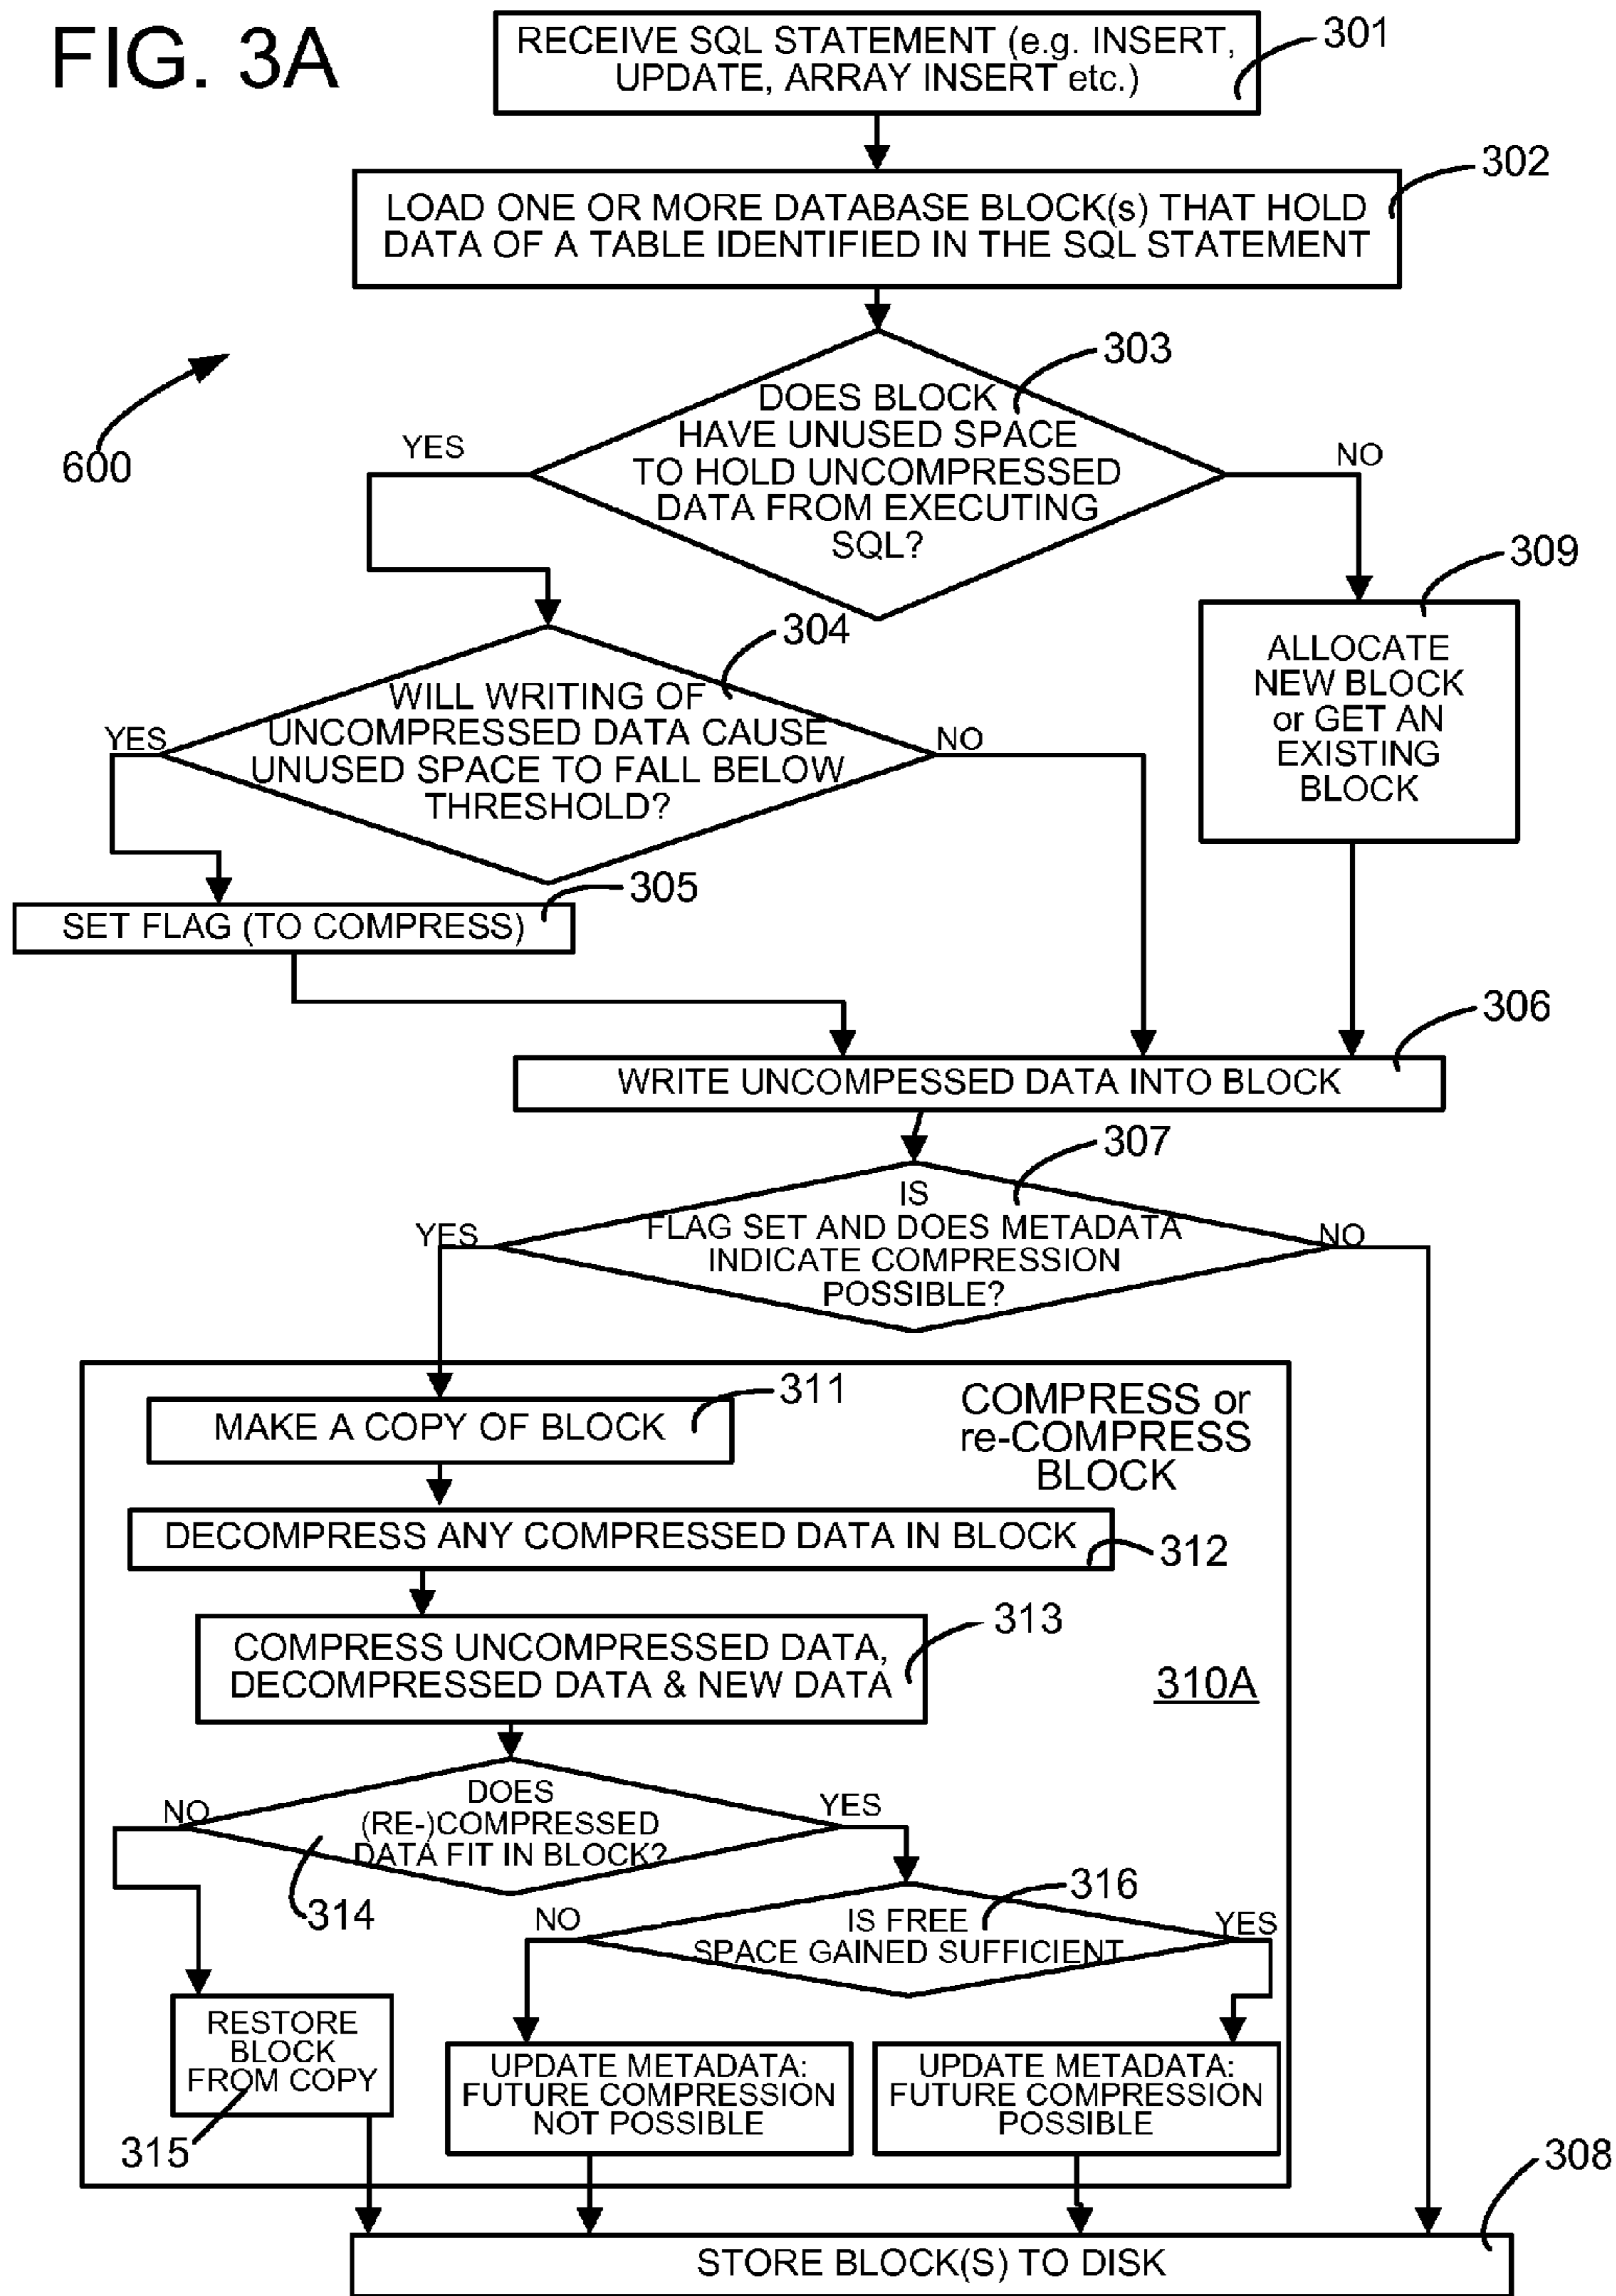 FIG. 3A
RECEIVE SQL STATEMENT (e.g. INSERT,
UPDATE, ARRAY INSERT etc.)
301
302
LOAD ONE OR MORE DATABASE BLOCK(s) THAT HOLD
DATA OF A TABLE IDENTIFIED IN THE SQL STATEMENT
600
303
DOES BLOCK
HAVE UNUSED SPACE
TO HOLD UNCOMPRESSED
DATA FROM EXECUTING
SQL?
YES
NO
309
ALLOCATE
NEW BLOCK
or GET AN
EXISTING
BLOCK
304
WILL WRITING OF
UNCOMPRESSED DATA CAUSE
UNUSED SPACE TO FALL BELOW
THRESHOLD?
YES
NO
305
SET FLAG (TO COMPRESS)
306
WRITE UNCOMPESSED DATA INTO BLOCK
307
IS
FLAG SET AND DOES METADATA
INDICATE COMPRESSION
POSSIBLE?
YES
NO
311
MAKE A COPY OF BLOCK
COMPRESS or
re-COMPRESS
BLOCK
DECOMPRESS ANY COMPRESSED DATA IN BLOCK
312
313
COMPRESS UNCOMPRESSED DATA,
DECOMPRESSED DATA & NEW DATA
310A
DOES
(RE-)COMPRESSED
DATA FIT IN BLOCK?
NO
YES
314
316
IS FREE
SPACE GAINED SUFFICIENT
NO
YES
RESTORE
BLOCK
FROM COPY
315
UPDATE METADATA:
FUTURE COMPRESSION
NOT POSSIBLE
UPDATE METADATA:
FUTURE COMPRESSION
POSSIBLE
308
STORE BLOCK(S) TO DISK